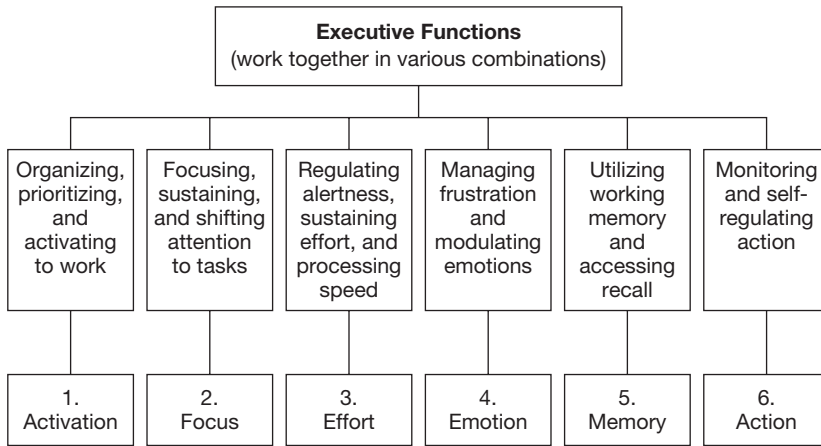 Executive Functions
(work together in various combinations)
Organizing,
prioritizing,
and
activating
to work
Focusing,
sustaining,
and shifting
attention
to tasks
Regulating
alertness,
sustaining
effort, and
processing
speed
Managing
frustration
and
modulating
emotions
Utilizing
working
memory
and
accessing
recall
Monitoring
and self-
regulating
action
1.
Activation
2.
Focus
3.
Effort
4.
Emotion
5.
Memory
6.
Action